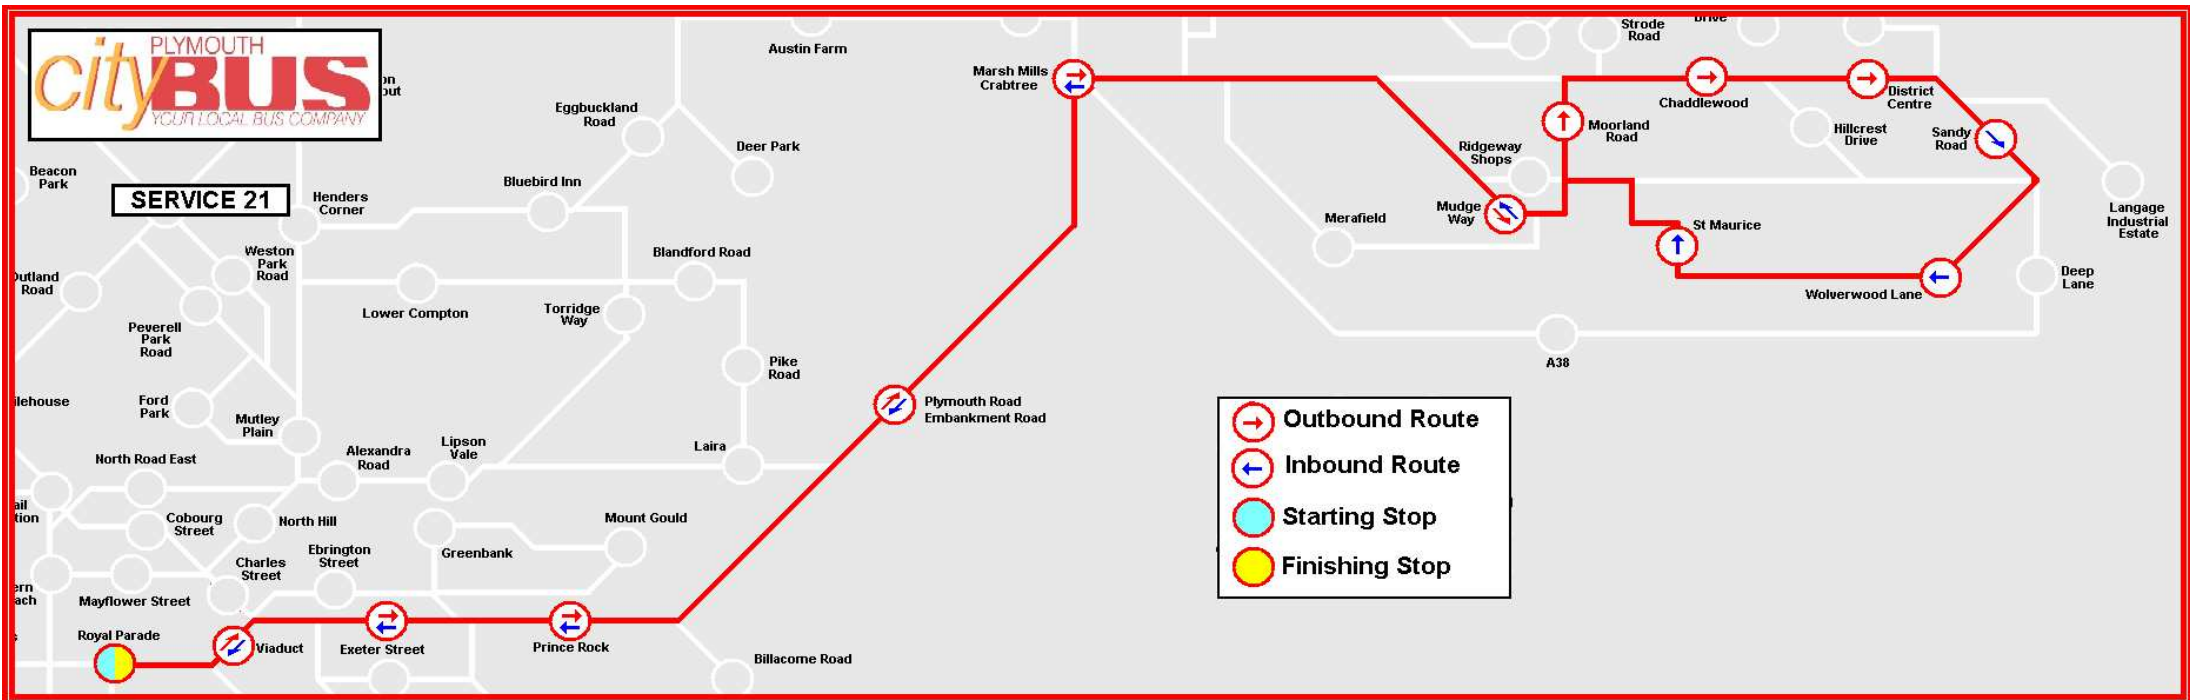 PLYMOUTH
cityBUS
YOUR LOCAL BUS COMPANY
SERVICE 21
Austin Farm
Marsh Mills
Crabtree
Strode
Road
Chaddlewood
District
Centre
Moorland
Road
Hillcrest
Drive
Sandy
Road
Ridgeway
Shops
Mudge
Way
Merafield
St Maurice
Langage
Industrial
Estate
Deep
Lane
Wolverwood Lane
A38
Eggbuckland
Road
Deer Park
Bluebird Inn
Beacon
Park
Henders
Corner
Weston
Park
Road
Blandford Road
Road
Lower Compton
Torridge
Way
Peverell
Park
Road
Pike
Road
Ford
Park
Mutley
Plain
Plymouth Road
Embankment Road
Alexandra
Road
Lipson
Vale
Laira
North Road East
Cobourg
Street
North Hill
Mount Gould
Greenbank
Ebrington
Street
Charles
Street
Mayflower Street
Royal Parade
Viaduct
Exeter Street
Prince Rock
Billacorne Road
Outbound Route
Inbound Route
Starting Stop
Finishing Stop